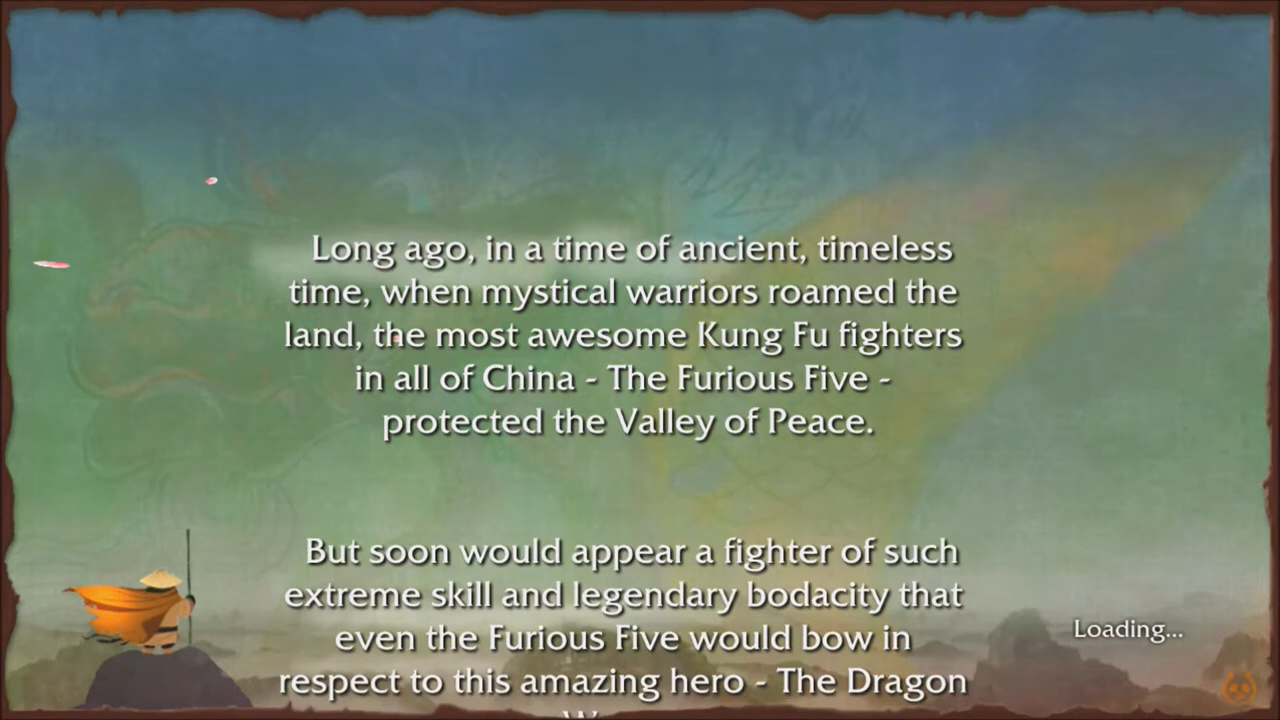 Long ago, in a time of ancient, timeless
time, when mystical warriors roamed the
land, the most awesome Kung Fu fighters
in all of China - The Furious Five -
protected the Valley of Peace.
But soon would appear a fighter of such
extreme skill and legendary bodacity that
even the Furious Five would bow in
respect to this amazing hero - The Dragon
Loading...